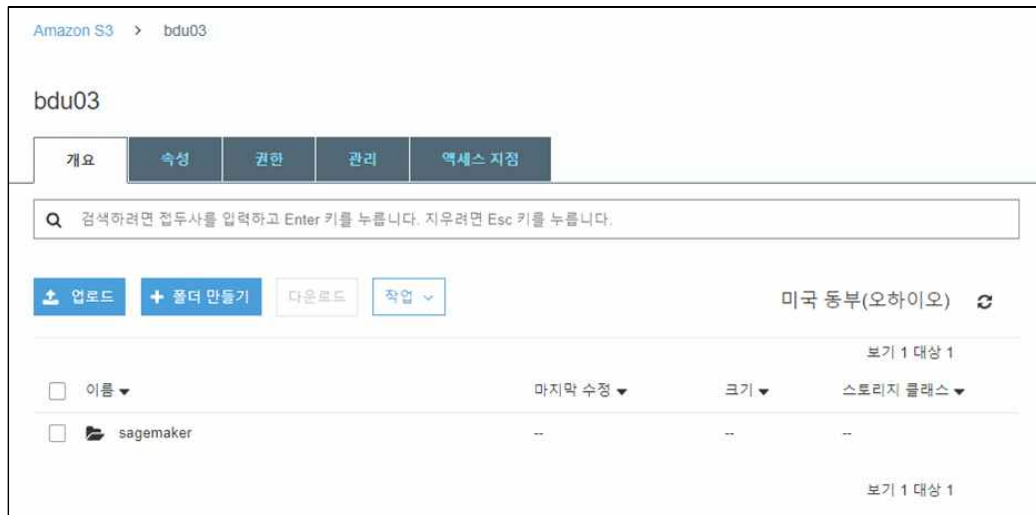 Amazon S3 > bdu03
bdu03
개요 속성 권한 관리 액세스 지점
검색하려면 접두사를 입력하고 Enter 키를 누릅니다. 지우려면 Esc 키를 누릅니다.
업로드 + 폴더 만들기 다운로드 작업 미국 동부(오하이오)
보기 1 대상 1
이름 마지막 수정 크기 스토리지 클래스
sagemaker -- -- --
보기 1 대상 1